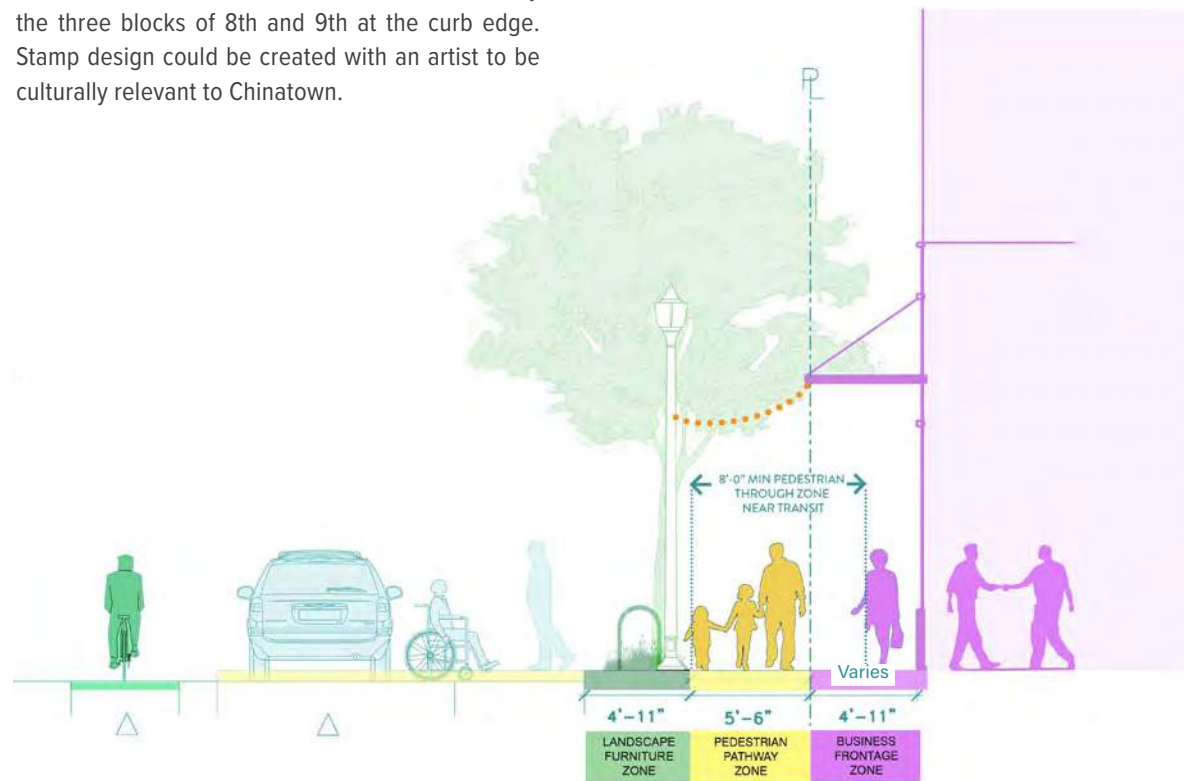 the three blocks of 8th and 9th at the curb edge.
Stamp design could be created with an artist to be
culturally relevant to Chinatown.
PL
8'-0" MIN PEDESTRIAN
THROUGH ZONE
NEAR TRANSIT
Varies
4'-11" 5'-6" 4'-11"
LANDSCAPE
FURNITURE
ZONE
PEDESTRIAN
PATHWAY
ZONE
BUSINESS
FRONTAGE
ZONE